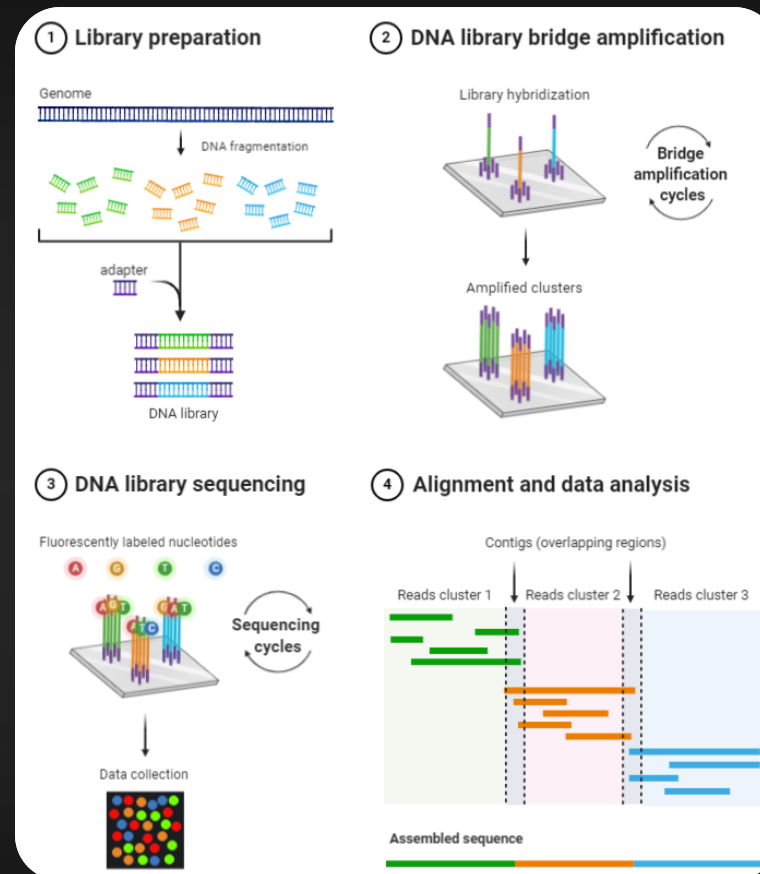 1 Library preparation
Genome
DNA fragmentation
adapter
DNA library
2 DNA library bridge amplification
Library hybridization
Bridge
amplification
cycles
Amplified clusters
3 DNA library sequencing
Fluorescently labeled nucleotides
A G T C
A G T G A T
A T C
Sequencing
cycles
Data collection
4 Alignment and data analysis
Contigs (overlapping regions)
Reads cluster 1 Reads cluster 2 Reads cluster 3
Assembled sequence